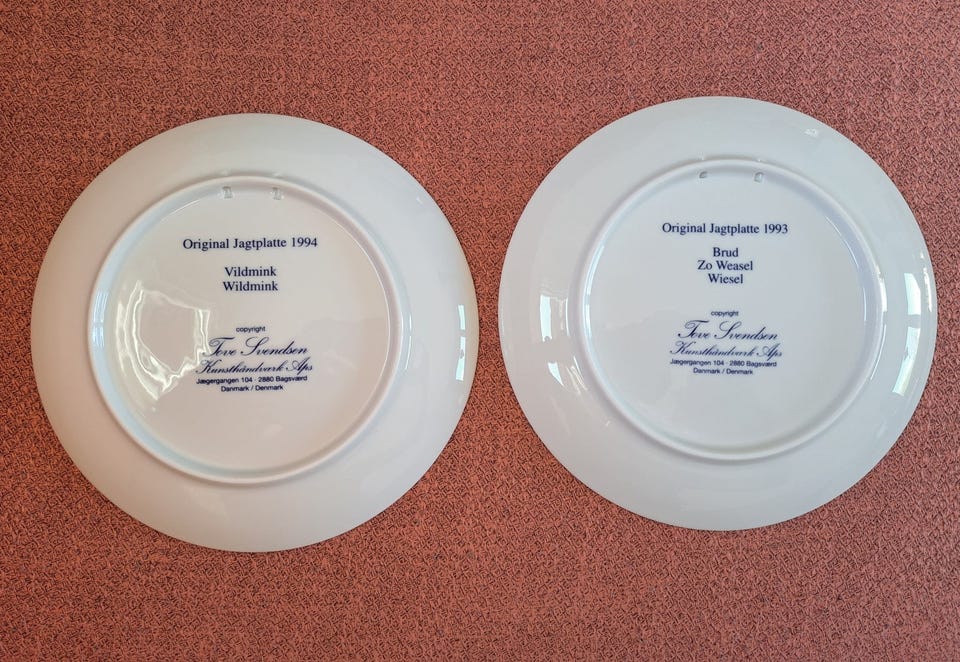 Original Jagtplatte 1994
Vildmink
Wildmink
copyright
Tove Svendsen
Kunsthåndværk Aps
Jægergangen 104 · 2880 Bagsværd
Danmark / Denmark
Original Jagtplatte 1993
Brud
Zo Weasel
Wiesel
copyright
Tove Svendsen
Kunsthåndværk Aps
Jægergangen 104 · 2880 Bagsværd
Danmark / Denmark